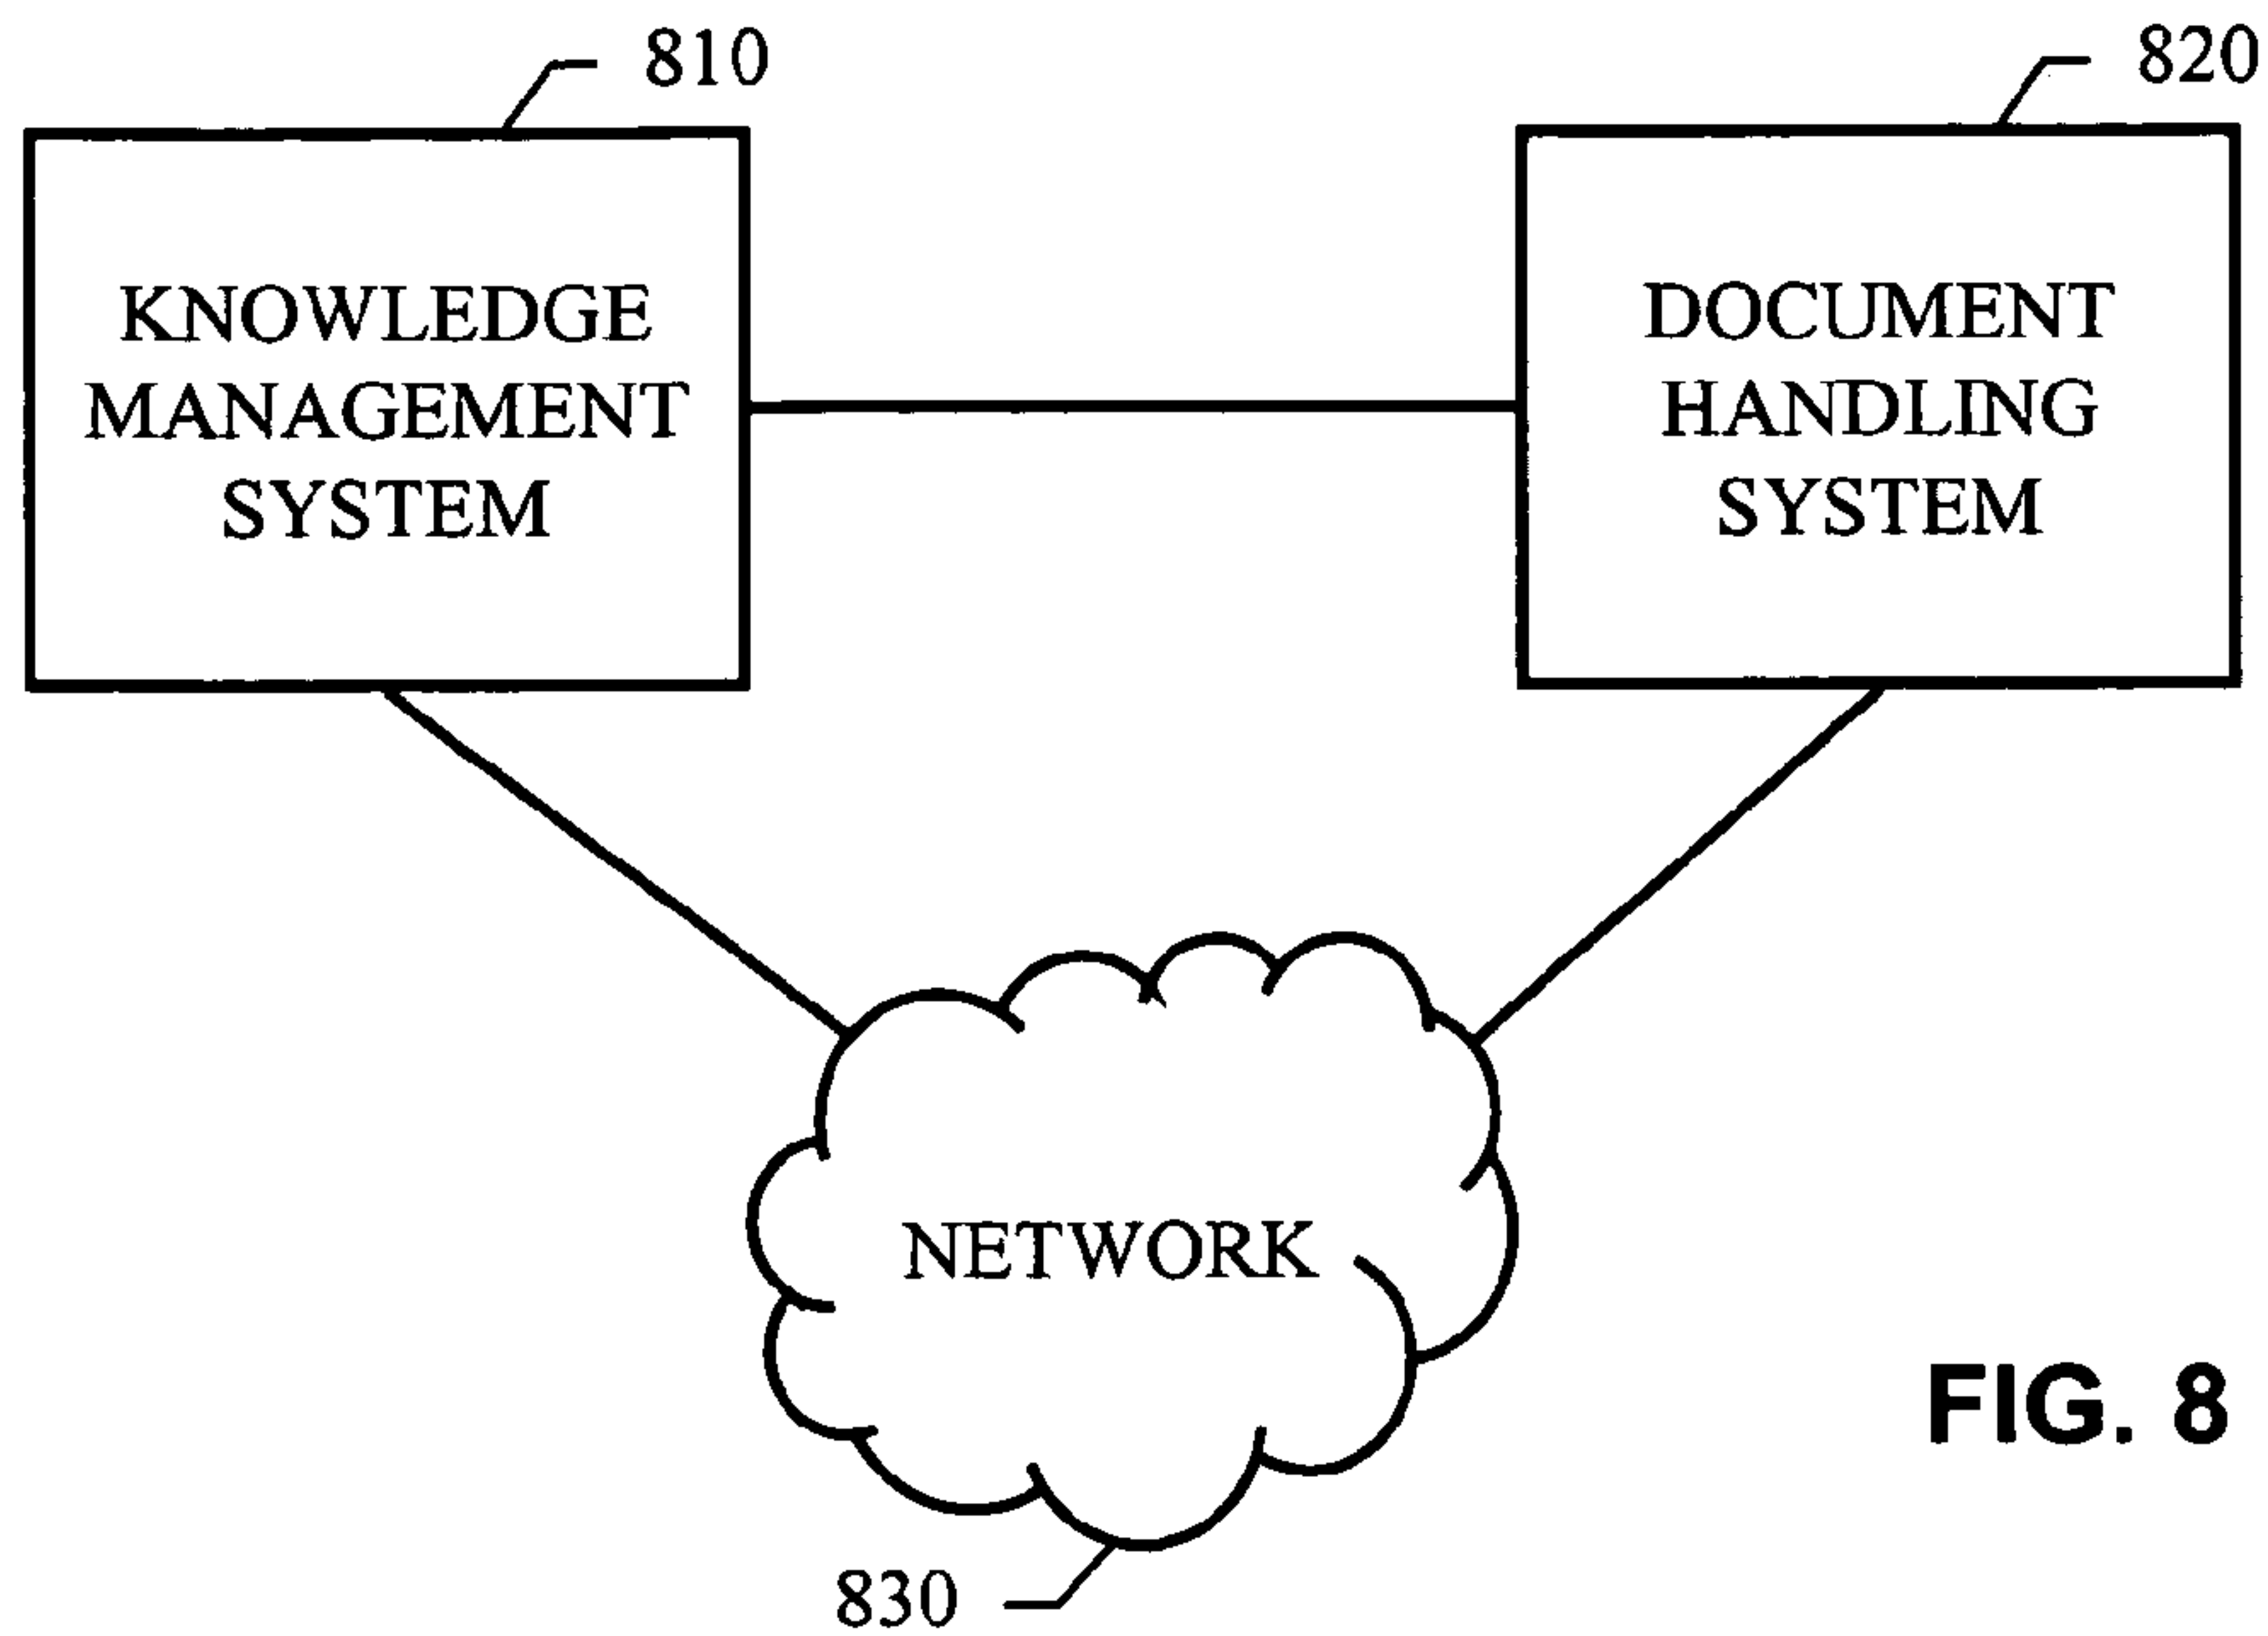 810
820
KNOWLEDGE
MANAGEMENT
SYSTEM
DOCUMENT
HANDLING
SYSTEM
NETWORK
FIG. 8
830